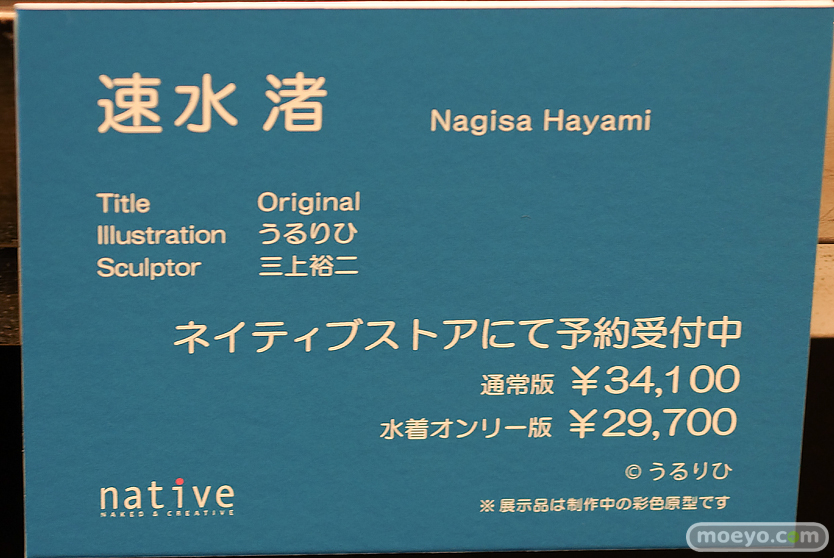 速水 渚 Nagisa Hayami
Title Original
Illustration うるりひ
Sculptor 三上裕二
ネイティブストアにて予約受付中
通常版 ¥34,100
水着オンリー版 ¥29,700
© うるりひ
native
NAKED & CREATIVE
※展示品は制作中の彩色原型です
moeyo.com